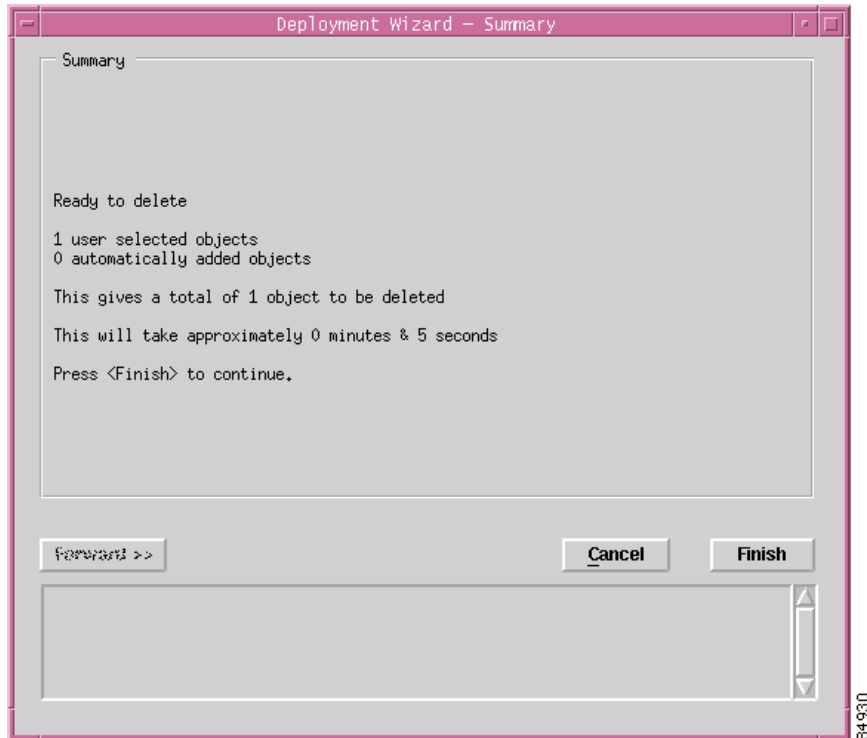 Deployment Wizard – Summary
Summary
Ready to delete
1 user selected objects
0 automatically added objects
This gives a total of 1 object to be deleted
This will take approximately 0 minutes & 5 seconds
Press <Finish> to continue.
Forward >>
Cancel
Finish
84930